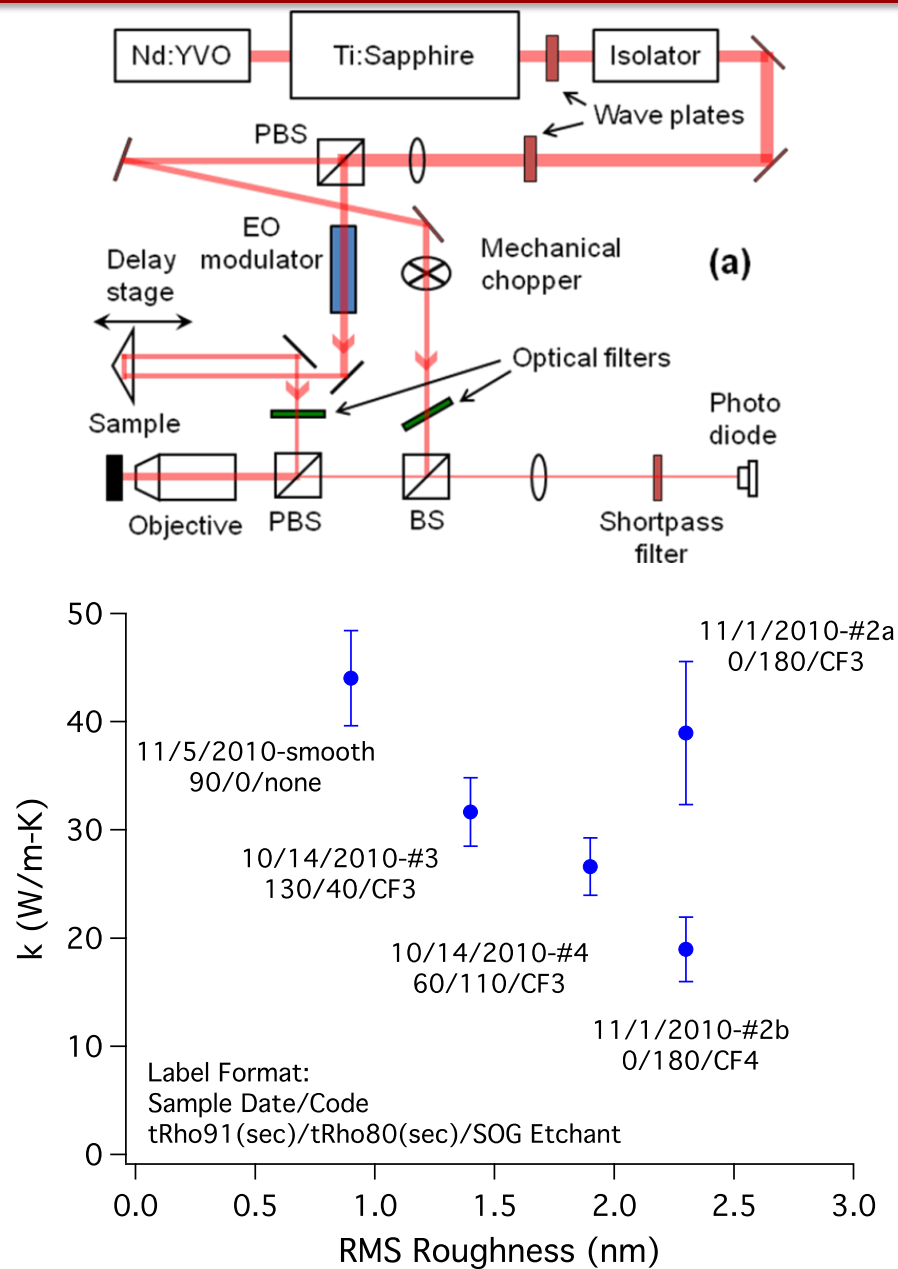 Nd:YVO
Ti:Sapphire
Isolator
Wave plates
PBS
EO
modulator
Mechanical
chopper
(a)
Delay
stage
Optical filters
Sample
Photo
diode
Objective
PBS
BS
Shortpass
filter
50
40
30
20
10
0
k (W/m-K)
11/1/2010-#2a
0/180/CF3
11/5/2010-smooth
90/0/none
10/14/2010-#3
130/40/CF3
10/14/2010-#4
60/110/CF3
11/1/2010-#2b
0/180/CF4
Label Format:
Sample Date/Code
tRho91(sec)/tRho80(sec)/SOG Etchant
0.0 0.5 1.0 1.5 2.0 2.5 3.0
RMS Roughness (nm)